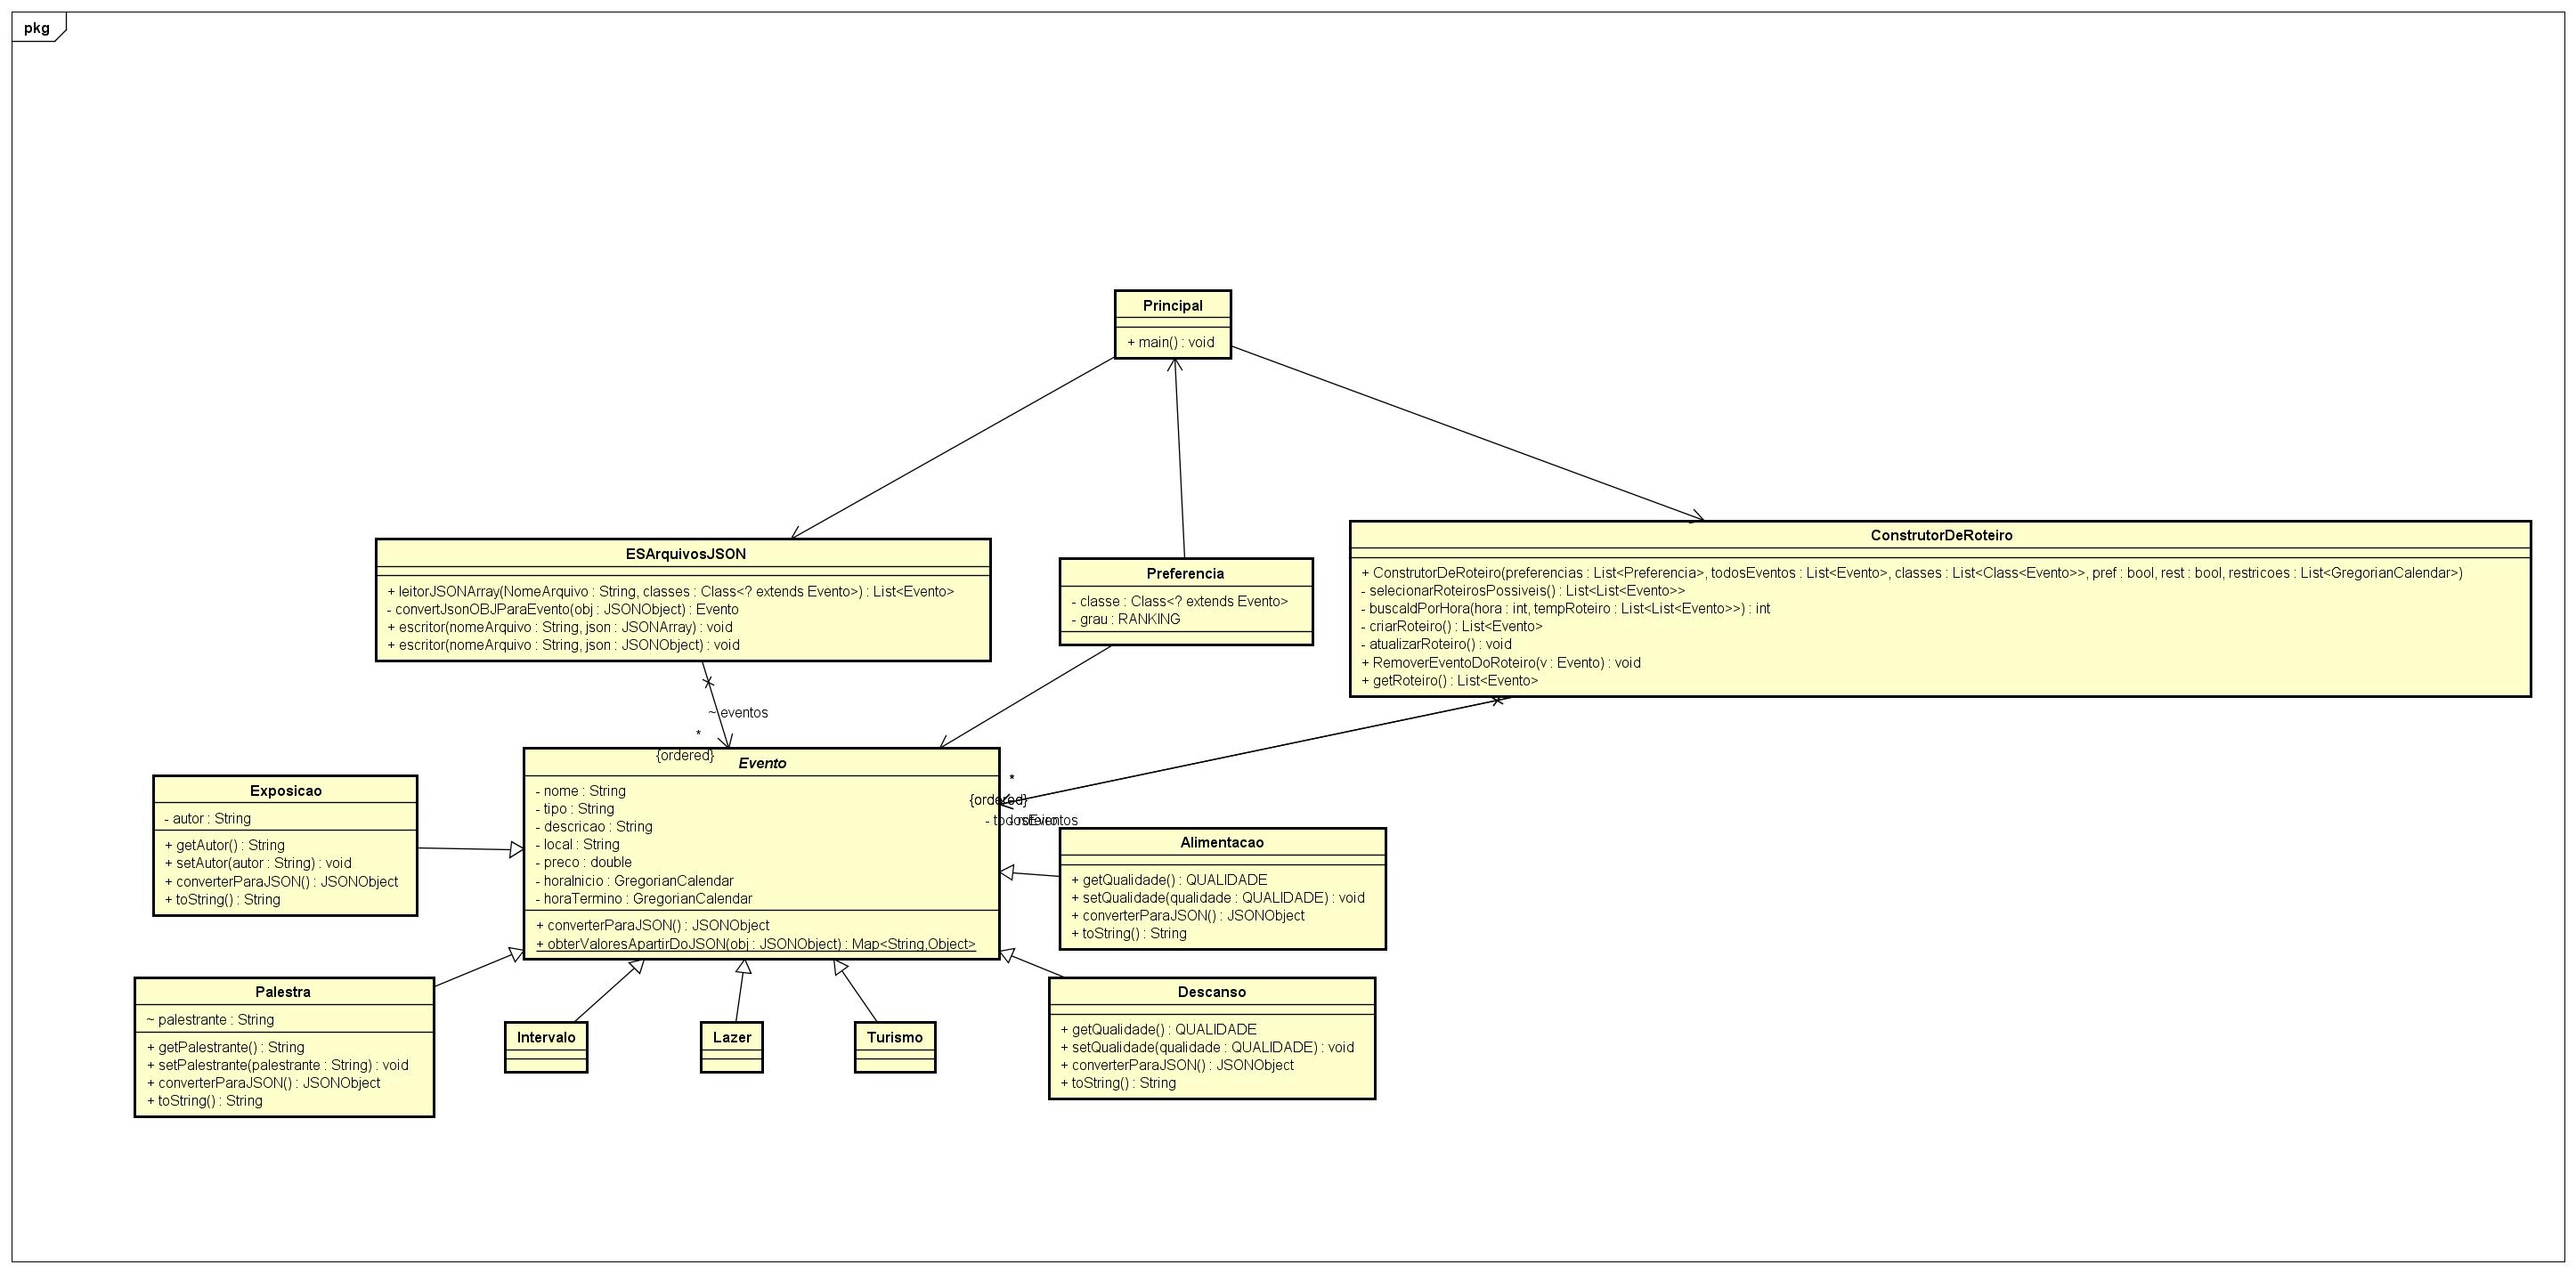 pkg
Principal
+ main() : void
ESArquivosJSON
+ leitorJSONArray(NomeArquivo : String, classes : Class<? extends Evento>) : List<Evento>
- convertJsonOBJParaEvento(obj : JSONObject) : Evento
+ escritor(nomeArquivo : String, json : JSONArray) : void
+ escritor(nomeArquivo : String, json : JSONObject) : void
Preferencia
- classe : Class<? extends Evento>
- grau : RANKING
ConstrutorDeRoteiro
+ ConstrutorDeRoteiro(preferencias : List<Preferencia>, todosEventos : List<Evento>, classes : List<Class<Evento>>, pref : bool, rest : bool, restricoes : List<GregorianCalendar>)
- selecionarRoteirosPossiveis() : List<List<Evento>>
- buscaIdPorHora(hora : int, tempRoteiro : List<List<Evento>>) : int
- criarRoteiro() : List<Evento>
- atualizarRoteiro() : void
+ RemoverEventoDoRoteiro(v : Evento) : void
+ getRoteiro() : List<Evento>
~ eventos
*
{ordered}
*
{ordered}
- todosEventos
- roteiro
Evento
- nome : String
- tipo : String
- descricao : String
- local : String
- preco : double
- horaInicio : GregorianCalendar
- horaTermino : GregorianCalendar
+ converterParaJSON() : JSONObject
+ obterValoresApartirDoJSON(obj : JSONObject) : Map<String,Object>
Exposicao
- autor : String
+ getAutor() : String
+ setAutor(autor : String) : void
+ converterParaJSON() : JSONObject
+ toString() : String
Alimentacao
+ getQualidade() : QUALIDADE
+ setQualidade(qualidade : QUALIDADE) : void
+ converterParaJSON() : JSONObject
+ toString() : String
Palestra
~ palestrante : String
+ getPalestrante() : String
+ setPalestrante(palestrante : String) : void
+ converterParaJSON() : JSONObject
+ toString() : String
Intervalo
Lazer
Turismo
Descanso
+ getQualidade() : QUALIDADE
+ setQualidade(qualidade : QUALIDADE) : void
+ converterParaJSON() : JSONObject
+ toString() : String